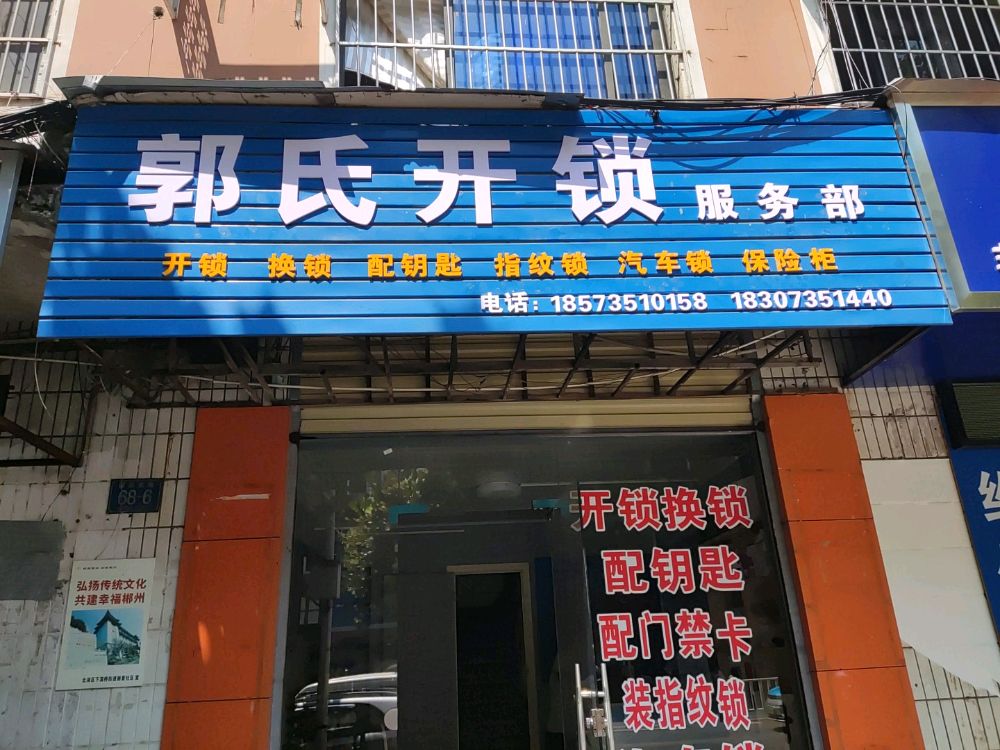 郭氏开锁 服务部
开锁 换锁 配钥匙 指纹锁 汽车锁 保险柜
电话：18573510158 18307351440
68-6
弘扬传统文化
共建幸福郴州
开锁换锁
配钥匙
配门禁卡
装指纹锁